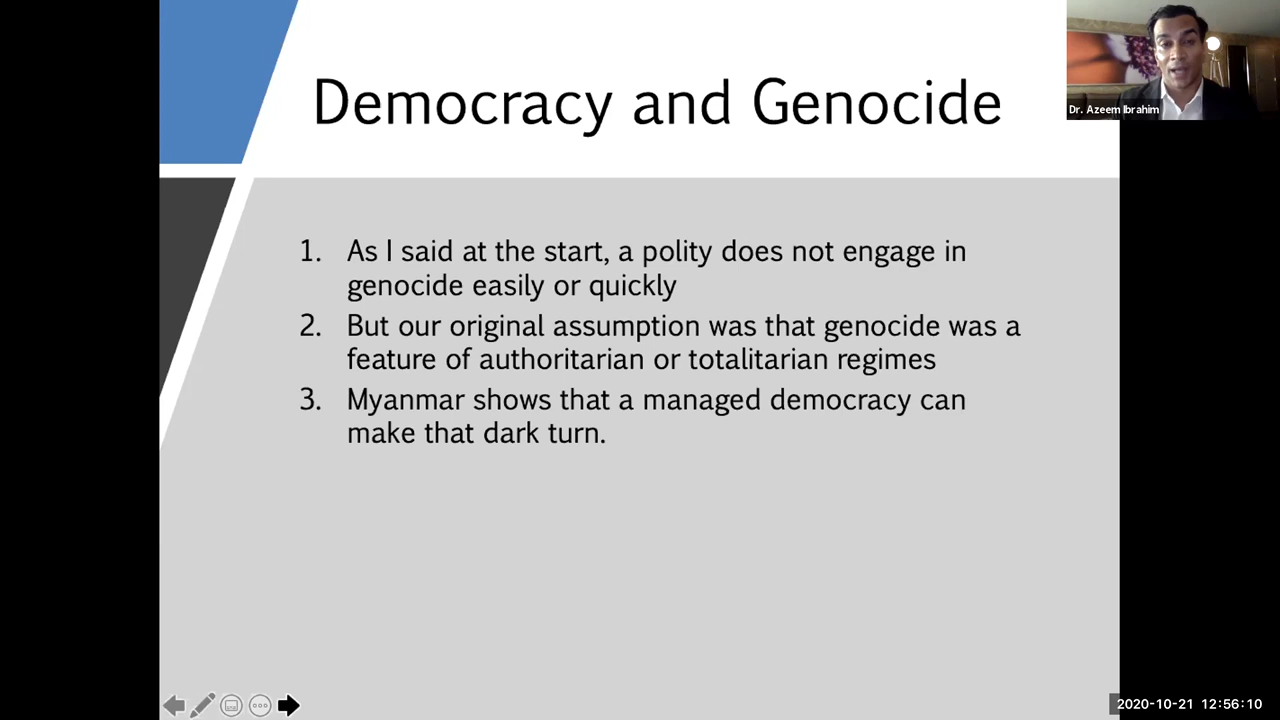 Democracy and Genocide
Dr. Azeem Ibrahim
1. As I said at the start, a polity does not engage in
genocide easily or quickly
2. But our original assumption was that genocide was a
feature of authoritarian or totalitarian regimes
3. Myanmar shows that a managed democracy can
make that dark turn.
2020-10-21 12:56:10